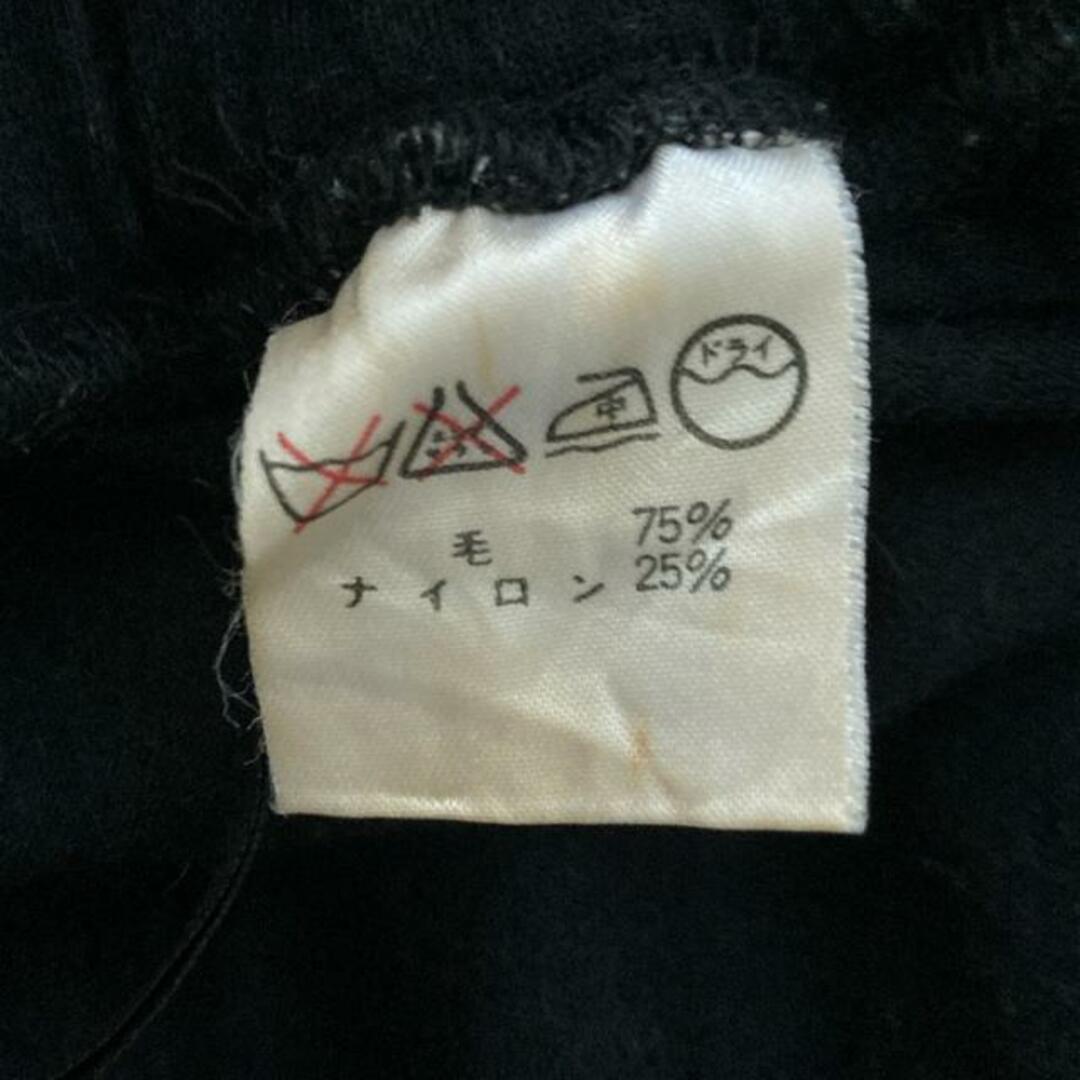 ドライ
中
毛 75%
ナイロン 25%